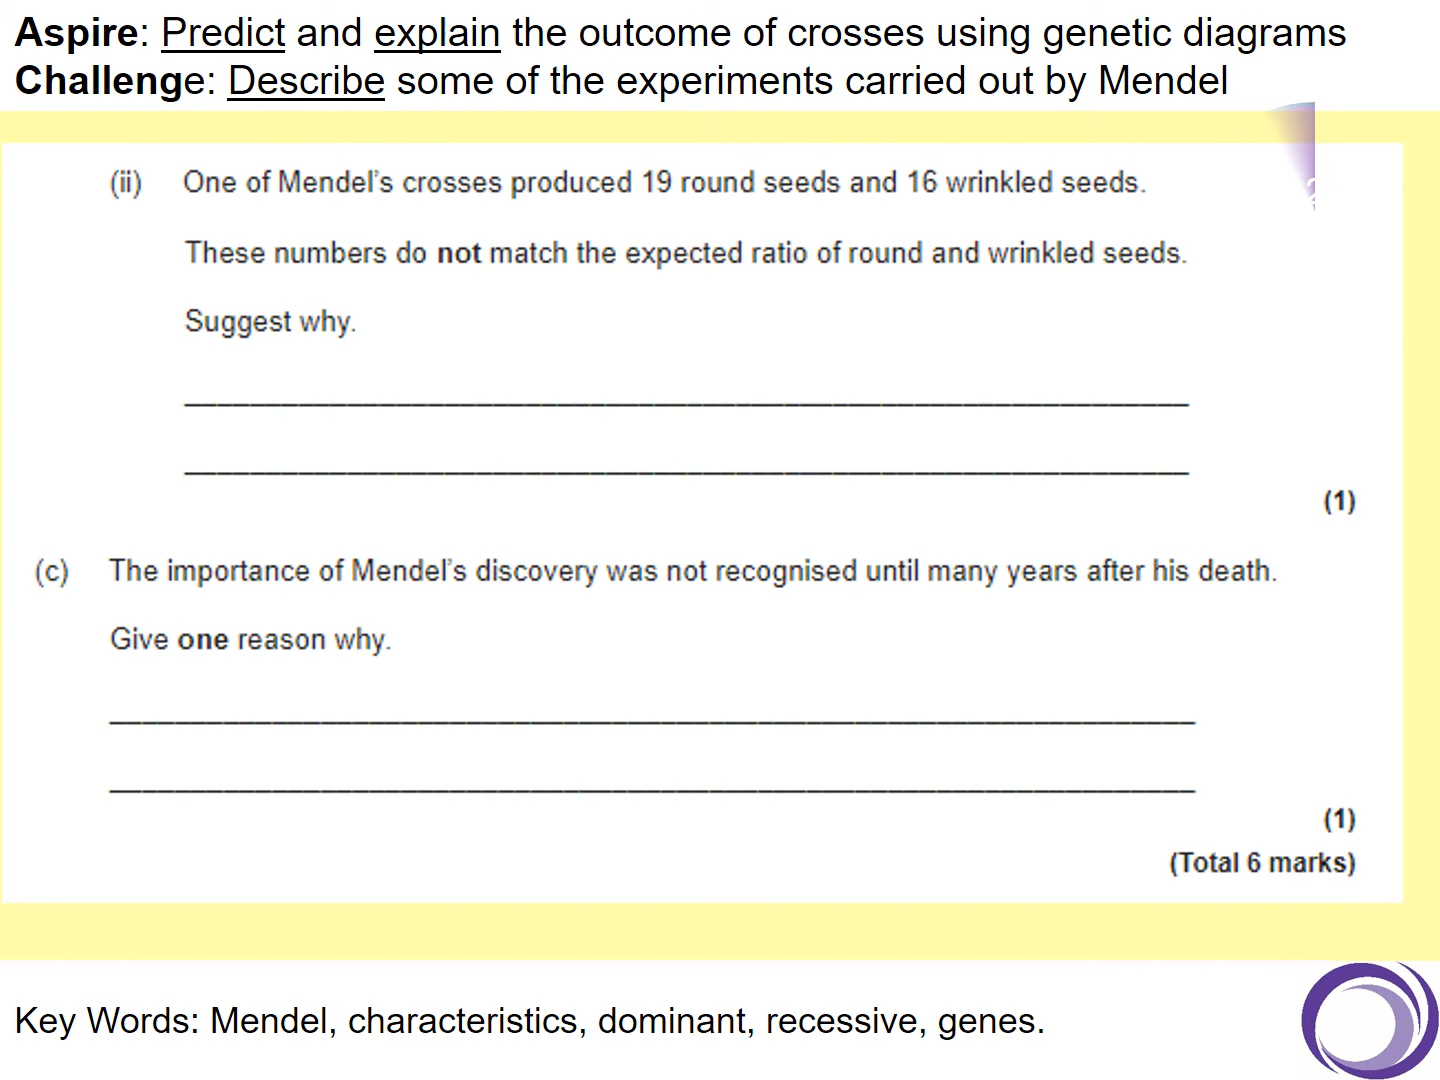 Aspire: Predict and explain the outcome of crosses using genetic diagrams
Challenge: Describe some of the experiments carried out by Mendel
(ii) One of Mendel's crosses produced 19 round seeds and 16 wrinkled seeds.
These numbers do not match the expected ratio of round and wrinkled seeds.
Suggest why.
(1)
(c) The importance of Mendel's discovery was not recognised until many years after his death.
Give one reason why.
(1)
(Total 6 marks)
Key Words: Mendel, characteristics, dominant, recessive, genes.